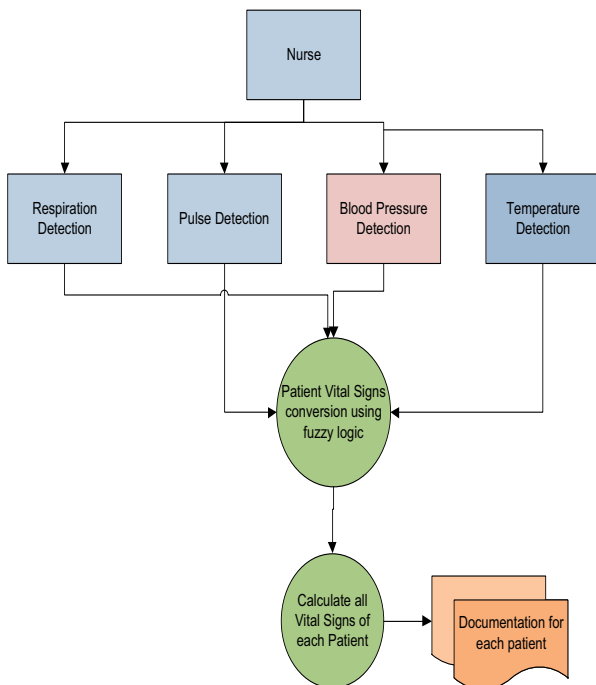 Nurse
Respiration
Detection
Pulse Detection
Blood Pressure
Detection
Temperature
Detection
Patient Vital Signs
conversion using
fuzzy logic
Calculate all
Vital Signs of
each Patient
Documentation for
each patient